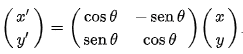 ( x′ y′ ) = ( cos θ − sen θ sen θ cos θ ) ( x y ).